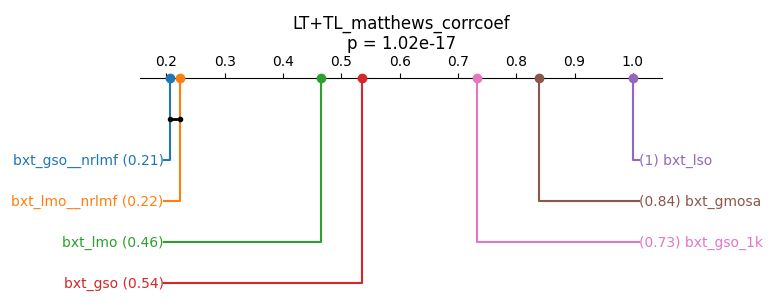 LT+TL_matthews_corrcoef
p = 1.02e-17
0.2 0.3 0.4 0.5 0.6 0.7 0.8 0.9 1.0
bxt_gso__nrlmf (0.21) (1) bxt_lso
bxt_lmo__nrlmf (0.22) (0.84) bxt_gmosa
bxt_lmo (0.46) (0.73) bxt_gso_1k
bxt_gso (0.54)